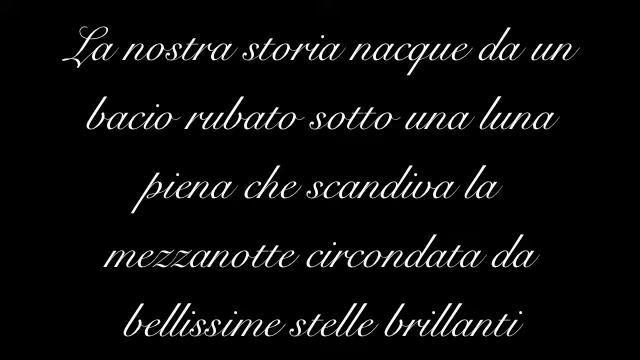 La nostra storia nacque da un
bacio rubato sotto una luna
piena che scandiva la
mezzanotte circondata da
bellissime stelle brillanti